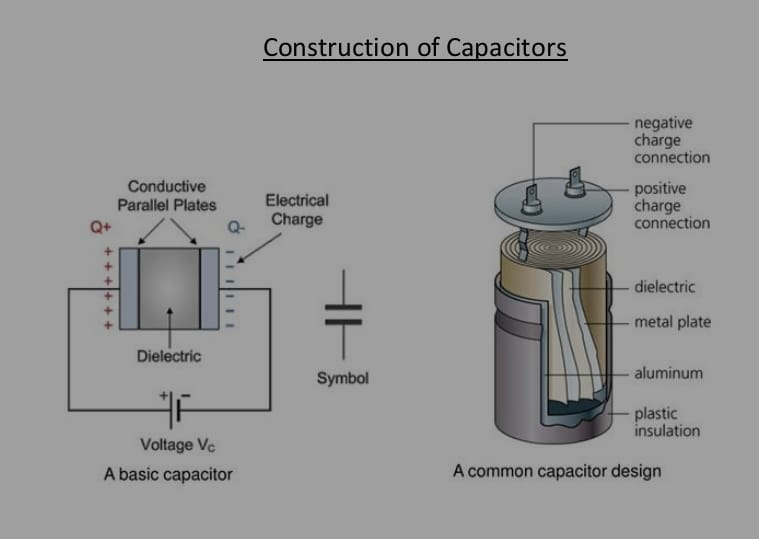 Construction of Capacitors
Conductive
Parallel Plates
Electrical
Charge
Q+
Q-
+
+
+
+
+
+
−
−
−
−
−
−
Dielectric
+ −
Voltage Vc
A basic capacitor
Symbol
negative
charge
connection
positive
charge
connection
dielectric
metal plate
aluminum
plastic
insulation
A common capacitor design